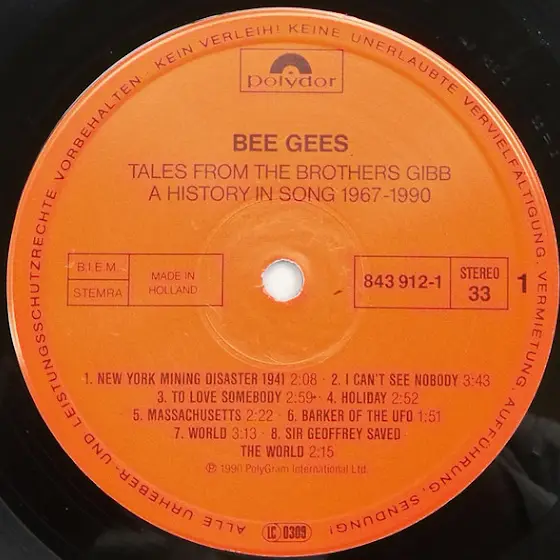 ALLE URHEBER- UND LEISTUNGSSCHUTZRECHTE VORBEHALTEN · KEIN VERLEIH! KEINE UNERLAUBTE VERVIELFÄLTIGUNG, VERMIETUNG, AUFFÜHRUNG, SENDUNG!
polydor
BEE GEES
TALES FROM THE BROTHERS GIBB
A HISTORY IN SONG 1967-1990
B.I.E.M.
STEMRA
MADE IN
HOLLAND
843 912-1
STEREO
33
1
1. NEW YORK MINING DISASTER 1941 2:08 · 2. I CAN'T SEE NOBODY 3:43
3. TO LOVE SOMEBODY 2:59 · 4. HOLIDAY 2:52
5. MASSACHUSETTS 2:22 · 6. BARKER OF THE UFO 1:51
7. WORLD 3:13 · 8. SIR GEOFFREY SAVED
THE WORLD 2:15
℗ 1990 PolyGram International Ltd.
LC 0309